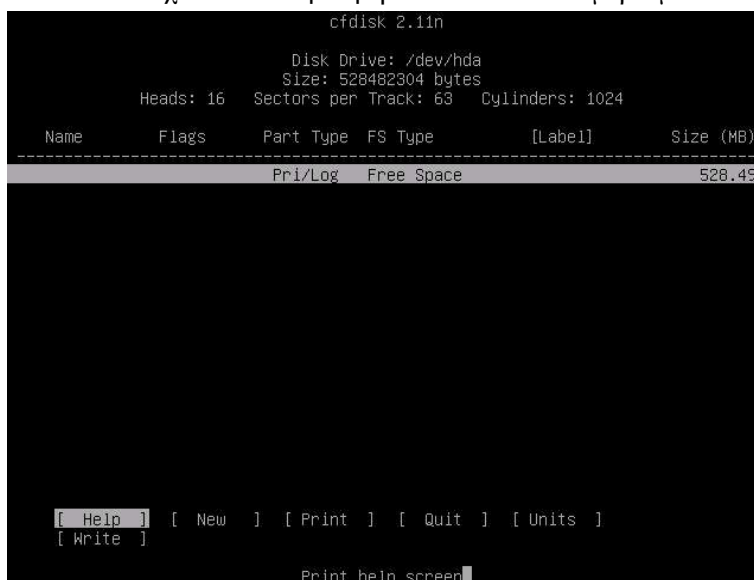 cfdisk 2.11n
Disk Drive: /dev/hda
Size: 528482304 bytes
Heads: 16 Sectors per Track: 63 Cylinders: 1024
Name Flags Part Type FS Type [Label] Size (MB)
Pri/Log Free Space 528.49
[ Help ] [ New ] [ Print ] [ Quit ] [ Units ]
[ Write ]
Print help screen